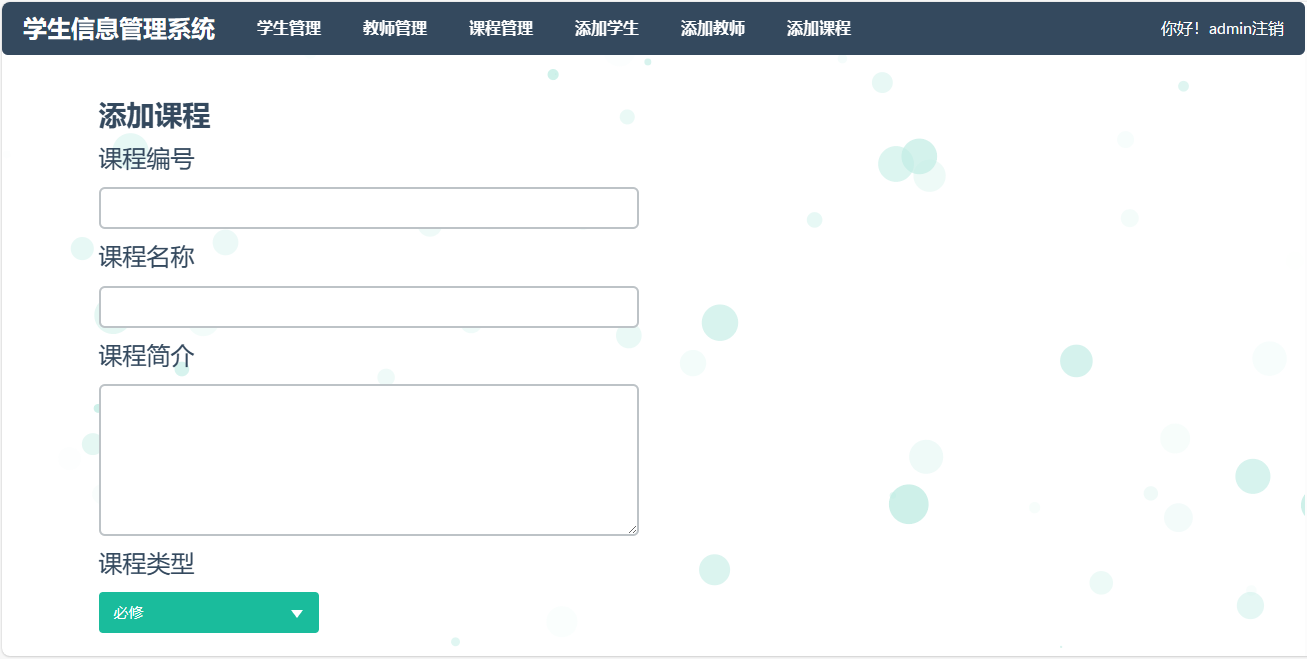 学生信息管理系统 学生管理 教师管理 课程管理 添加学生 添加教师 添加课程 你好！admin注销
添加课程
课程编号
课程名称
课程简介
课程类型
必修